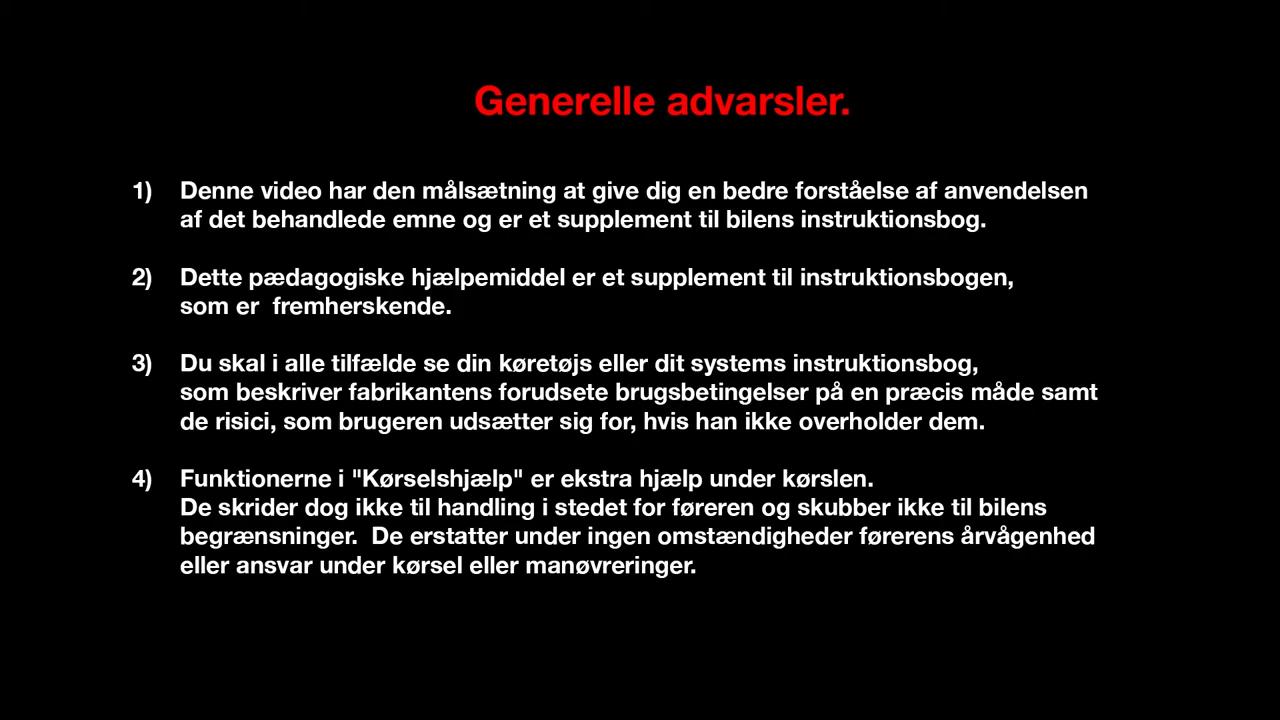 Generelle advarsler.
1) Denne video har den målsætning at give dig en bedre forståelse af anvendelsen
af det behandlede emne og er et supplement til bilens instruktionsbog.
2) Dette pædagogiske hjælpemiddel er et supplement til instruktionsbogen,
som er  fremherskende.
3) Du skal i alle tilfælde se din køretøjs eller dit systems instruktionsbog,
som beskriver fabrikantens forudsete brugsbetingelser på en præcis måde samt
de risici, som brugeren udsætter sig for, hvis han ikke overholder dem.
4) Funktionerne i "Kørselshjælp" er ekstra hjælp under kørslen.
De skrider dog ikke til handling i stedet for føreren og skubber ikke til bilens
begrænsninger.  De erstatter under ingen omstændigheder førerens årvågenhed
eller ansvar under kørsel eller manøvreringer.